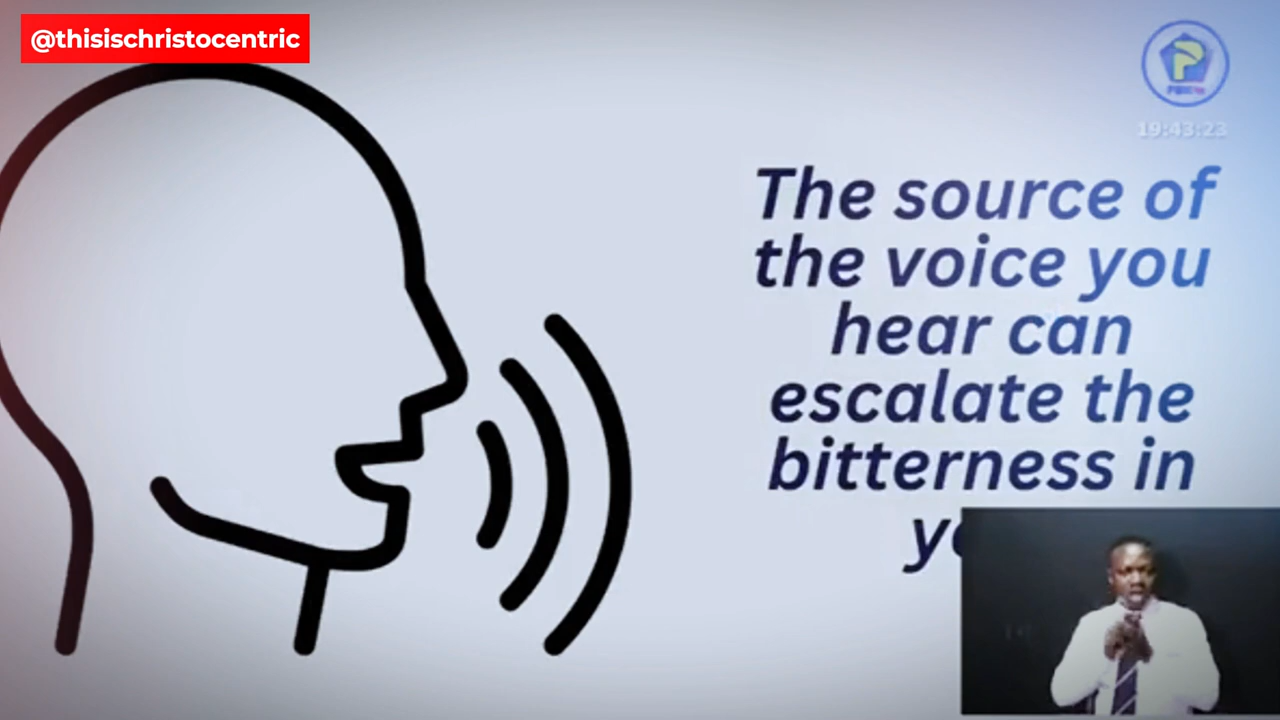 @thisischristocentric
19:43:23
The source of
the voice you
hear can
escalate the
bitterness in